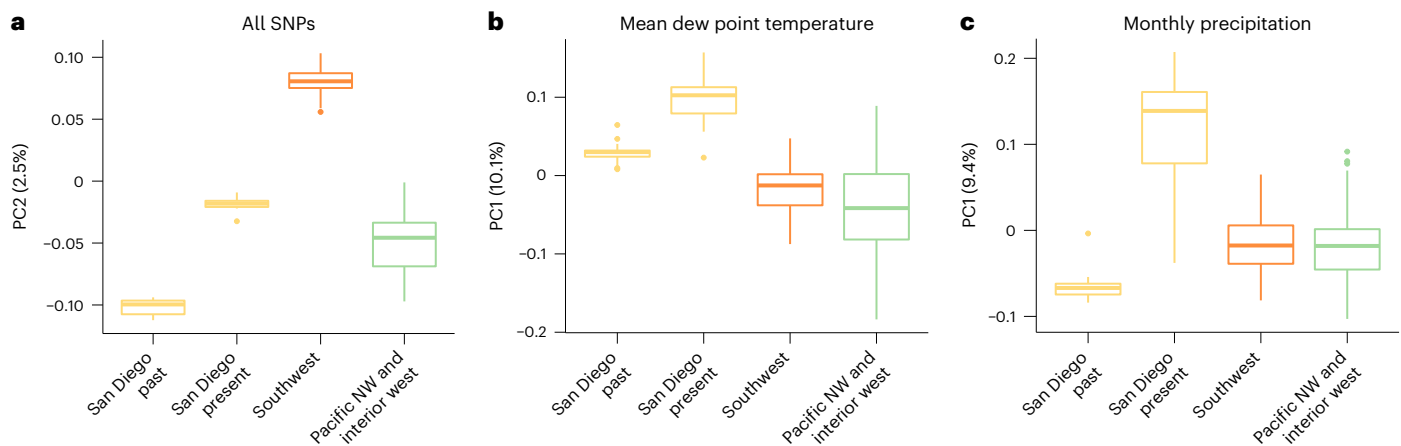 a
All SNPs
PC2 (2.5%)
0.10
0.05
0
−0.05
−0.10
San Diego
past
San Diego
present
Southwest
Pacific NW and
interior west
b
Mean dew point temperature
PC1 (10.1%)
0.1
0
−0.1
−0.2
San Diego
past
San Diego
present
Southwest
Pacific NW and
interior west
c
Monthly precipitation
PC1 (9.4%)
0.2
0.1
0
−0.1
San Diego
past
San Diego
present
Southwest
Pacific NW and
interior west